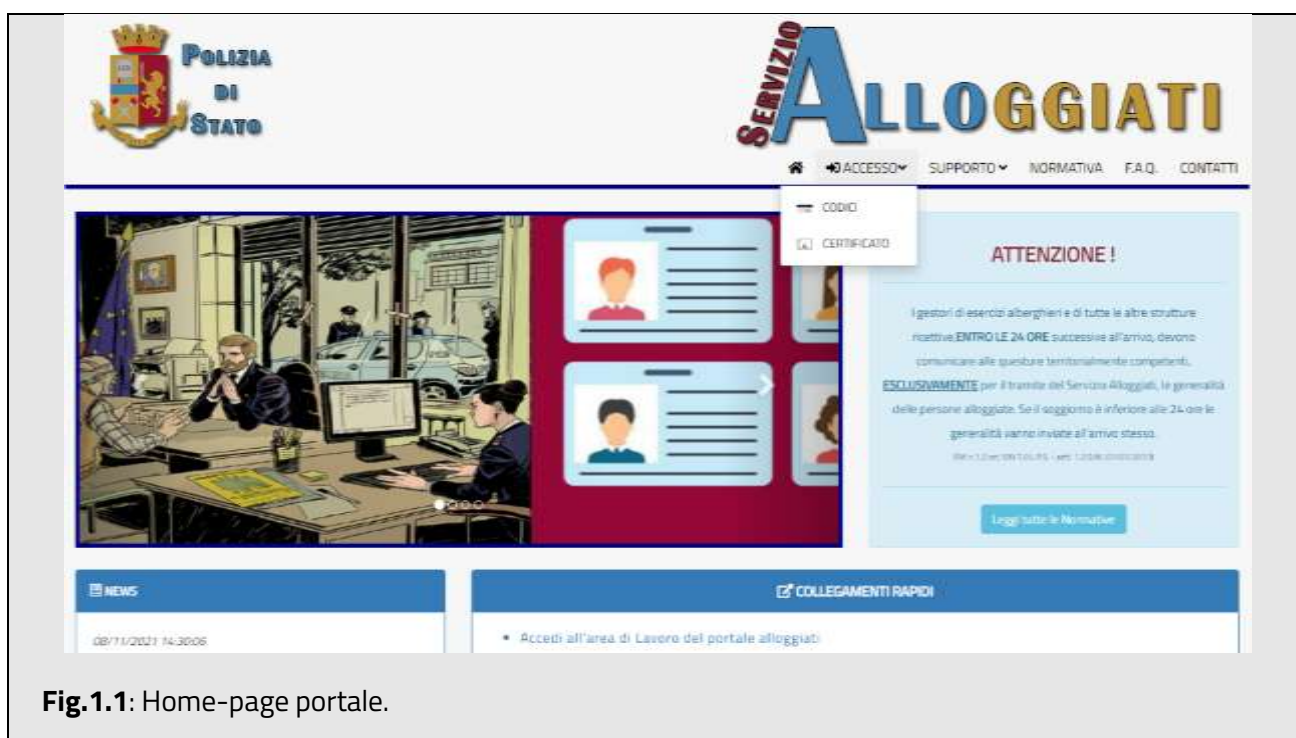 POLIZIA
DI
STATO
SERVIZIO
ALLOGGIATI
ACCESSO SUPPORTO NORMATIVA F.A.Q. CONTATTI
CODICI
CERTIFICATO
ATTENZIONE !
I gestori di esercizi alberghieri e di tutte le altre strutture
ricettive ENTRO LE 24 ORE successive all'arrivo, devono
comunicare alle questure territorialmente competenti,
ESCLUSIVAMENTE per il tramite del Servizio Alloggiati, le generalità
delle persone alloggiate. Se il soggiorno è inferiore alle 24 ore le
generalità vanno inviate all'arrivo stesso.
Leggi tutte le Normative
NEWS
COLLEGAMENTI RAPIDI
08/11/2021 14:30:06
• Accedi all'area di Lavoro del portale alloggiati
Fig.1.1: Home-page portale.